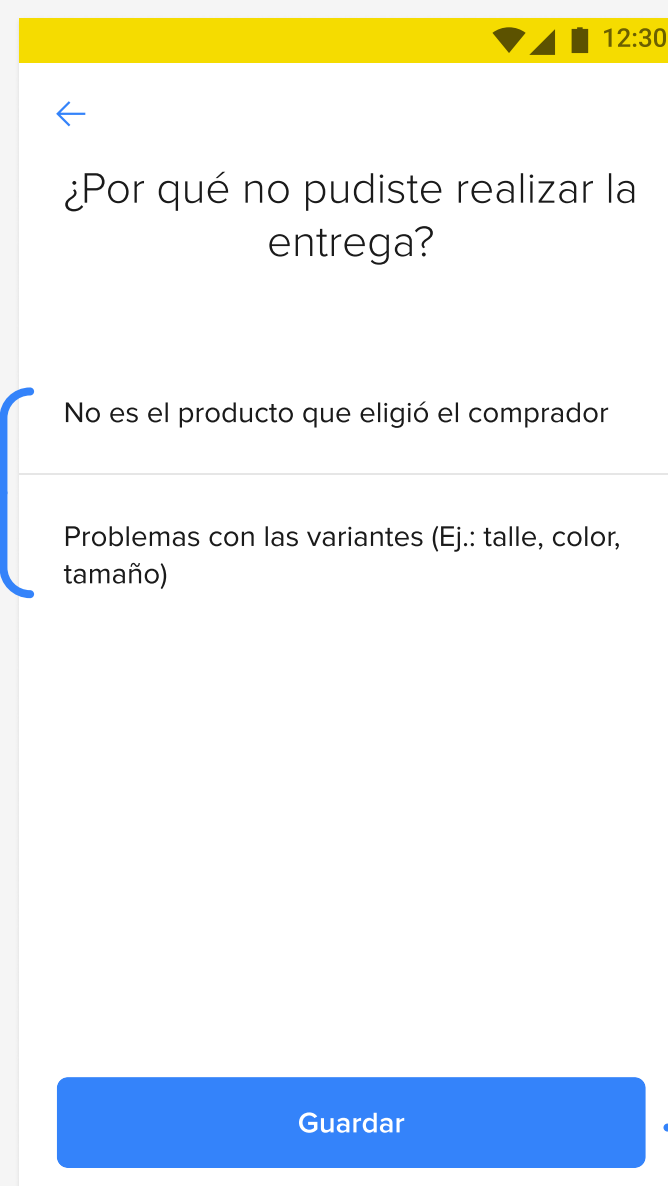 12:30
¿Por qué no pudiste realizar la
entrega?
No es el producto que eligió el comprador
Problemas con las variantes (Ej.: talle, color,
tamaño)
Guardar